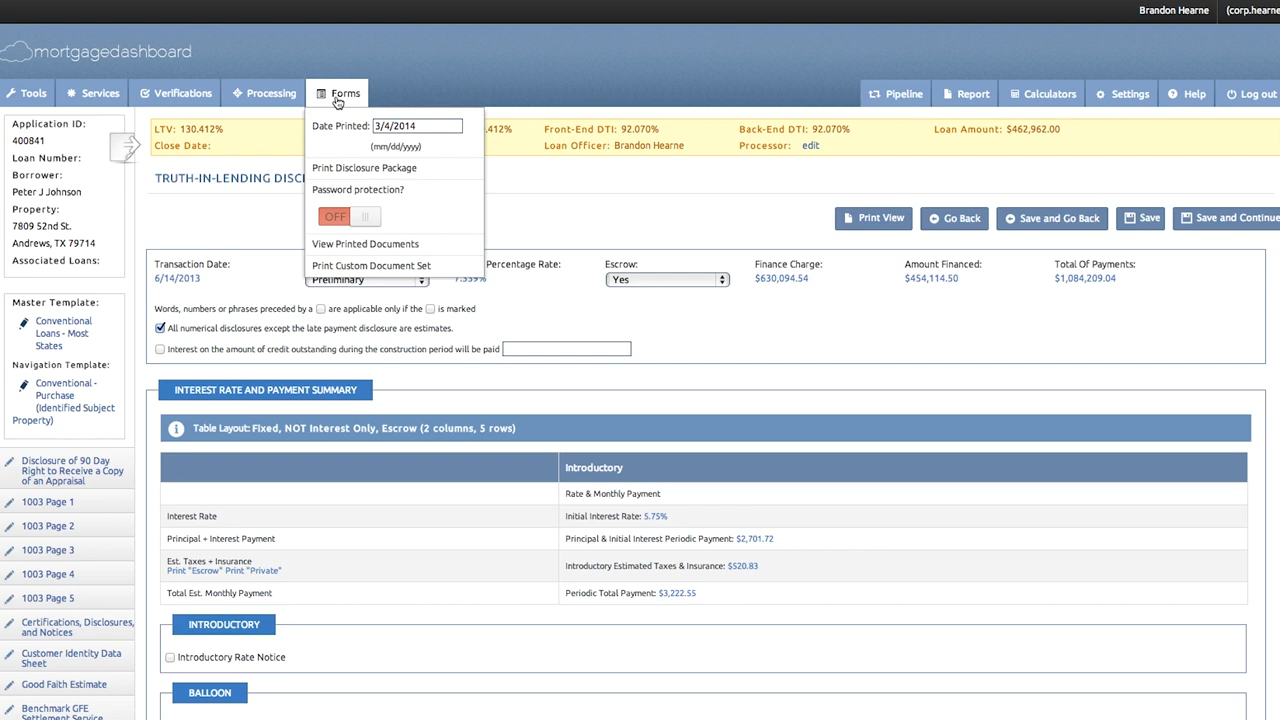 Brandon Hearne
(corp.hearne
mortgagedashboard
Tools
Services
Verifications
Processing
Forms
Pipeline
Report
Calculators
Settings
Help
Log out
Application ID:
400841
Loan Number:
Borrower:
Peter J Johnson
Property:
7809 52nd St.
Andrews, TX 79714
Associated Loans:
Master Template:
Conventional
Loans - Most
States
Navigation Template:
Conventional -
Purchase
(Identified Subject
Property)
Disclosure of 90 Day
Right to Receive a Copy
of an Appraisal
1003 Page 1
1003 Page 2
1003 Page 3
1003 Page 4
1003 Page 5
Certifications, Disclosures,
and Notices
Customer Identity Data
Sheet
Good Faith Estimate
Benchmark GFE
Settlement Service
Date Printed: 3/4/2014
(mm/dd/yyyy)
Print Disclosure Package
Password protection?
OFF
View Printed Documents
Print Custom Document Set
LTV: 130.412% .412% Front-End DTI: 92.070% Back-End DTI: 92.070% Loan Amount: $462,962.00
Close Date: Loan Officer: Brandon Hearne Processor: edit
TRUTH-IN-LENDING DISC
Print View
Go Back
Save and Go Back
Save
Save and Continue
Transaction Date: Percentage Rate: Escrow: Finance Charge: Amount Financed: Total Of Payments:
6/14/2013 Preliminary 7.339% Yes $630,094.54 $454,114.50 $1,084,209.04
Words, numbers or phrases preceded by a are applicable only if the is marked
All numerical disclosures except the late payment disclosure are estimates.
Interest on the amount of credit outstanding during the construction period will be paid
INTEREST RATE AND PAYMENT SUMMARY
Table Layout: Fixed, NOT Interest Only, Escrow (2 columns, 5 rows)
Introductory
Rate & Monthly Payment
Interest Rate Initial Interest Rate: 5.75%
Principal + Interest Payment Principal & Initial Interest Periodic Payment: $2,701.72
Est. Taxes + Insurance
Print "Escrow" Print "Private" Introductory Estimated Taxes & Insurance: $520.83
Total Est. Monthly Payment Periodic Total Payment: $3,222.55
INTRODUCTORY
Introductory Rate Notice
BALLOON